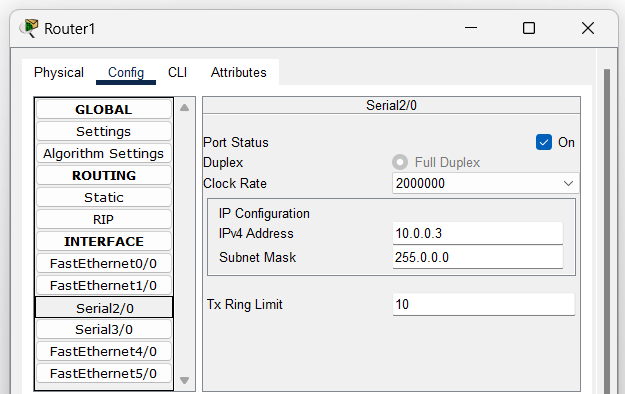 Router1
Physical Config CLI Attributes
GLOBAL
Settings
Algorithm Settings
ROUTING
Static
RIP
INTERFACE
FastEthernet0/0
FastEthernet1/0
Serial2/0
Serial3/0
FastEthernet4/0
FastEthernet5/0
Serial2/0
Port Status On
Duplex Full Duplex
Clock Rate 2000000
IP Configuration
IPv4 Address 10.0.0.3
Subnet Mask 255.0.0.0
Tx Ring Limit 10